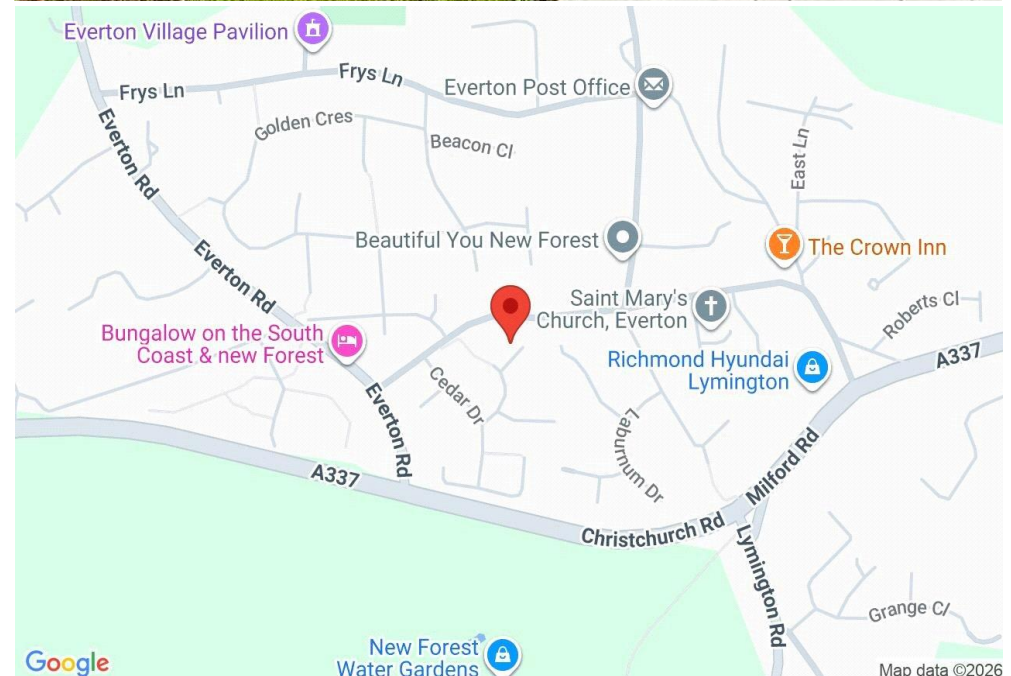 Everton Village Pavilion
Frys Ln
Frys Ln
Everton Post Office
Golden Cres
Beacon Cl
East Ln
Everton Rd
Everton Rd
Beautiful You New Forest
The Crown Inn
Saint Mary's
Church, Everton
Roberts Cl
Bungalow on the South
Coast & new Forest
Richmond Hyundai
Lymington
A337
Cedar Dr
Everton Rd
Laburnum Dr
Milford Rd
A337
Christchurch Rd
Lymington Rd
Grange Cl
New Forest
Water Gardens
Google
Map data ©2026